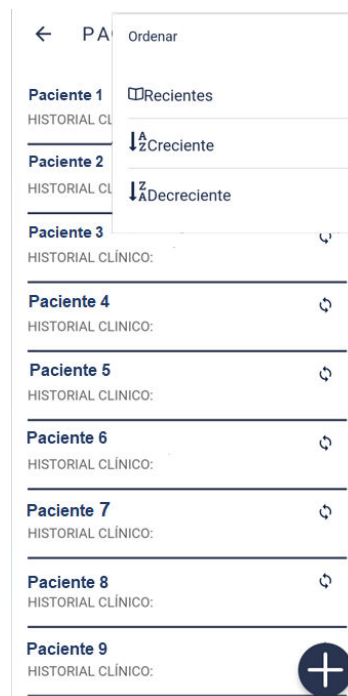 PA
Ordenar
Recientes
Creciente
Decreciente
Paciente 1
HISTORIAL CL
Paciente 2
HISTORIAL CL
Paciente 3
HISTORIAL CLÍNICO:
Paciente 4
HISTORIAL CLINICO:
Paciente 5
HISTORIAL CLÍNICO:
Paciente 6
HISTORIAL CLÍNICO:
Paciente 7
HISTORIAL CLÍNICO:
Paciente 8
HISTORIAL CLÍNICO:
Paciente 9
HISTORIAL CLÍNICO: